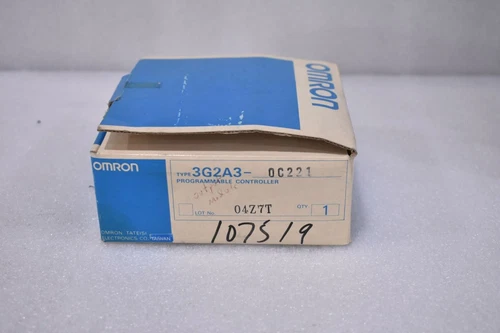 OMRON
OMRON
TYPE 3G2A3- OC221
PROGRAMMABLE CONTROLLER
LOT No. 04Z7T QTY. 1
OMRON TATEISI
ELECTRONICS CO.
107519